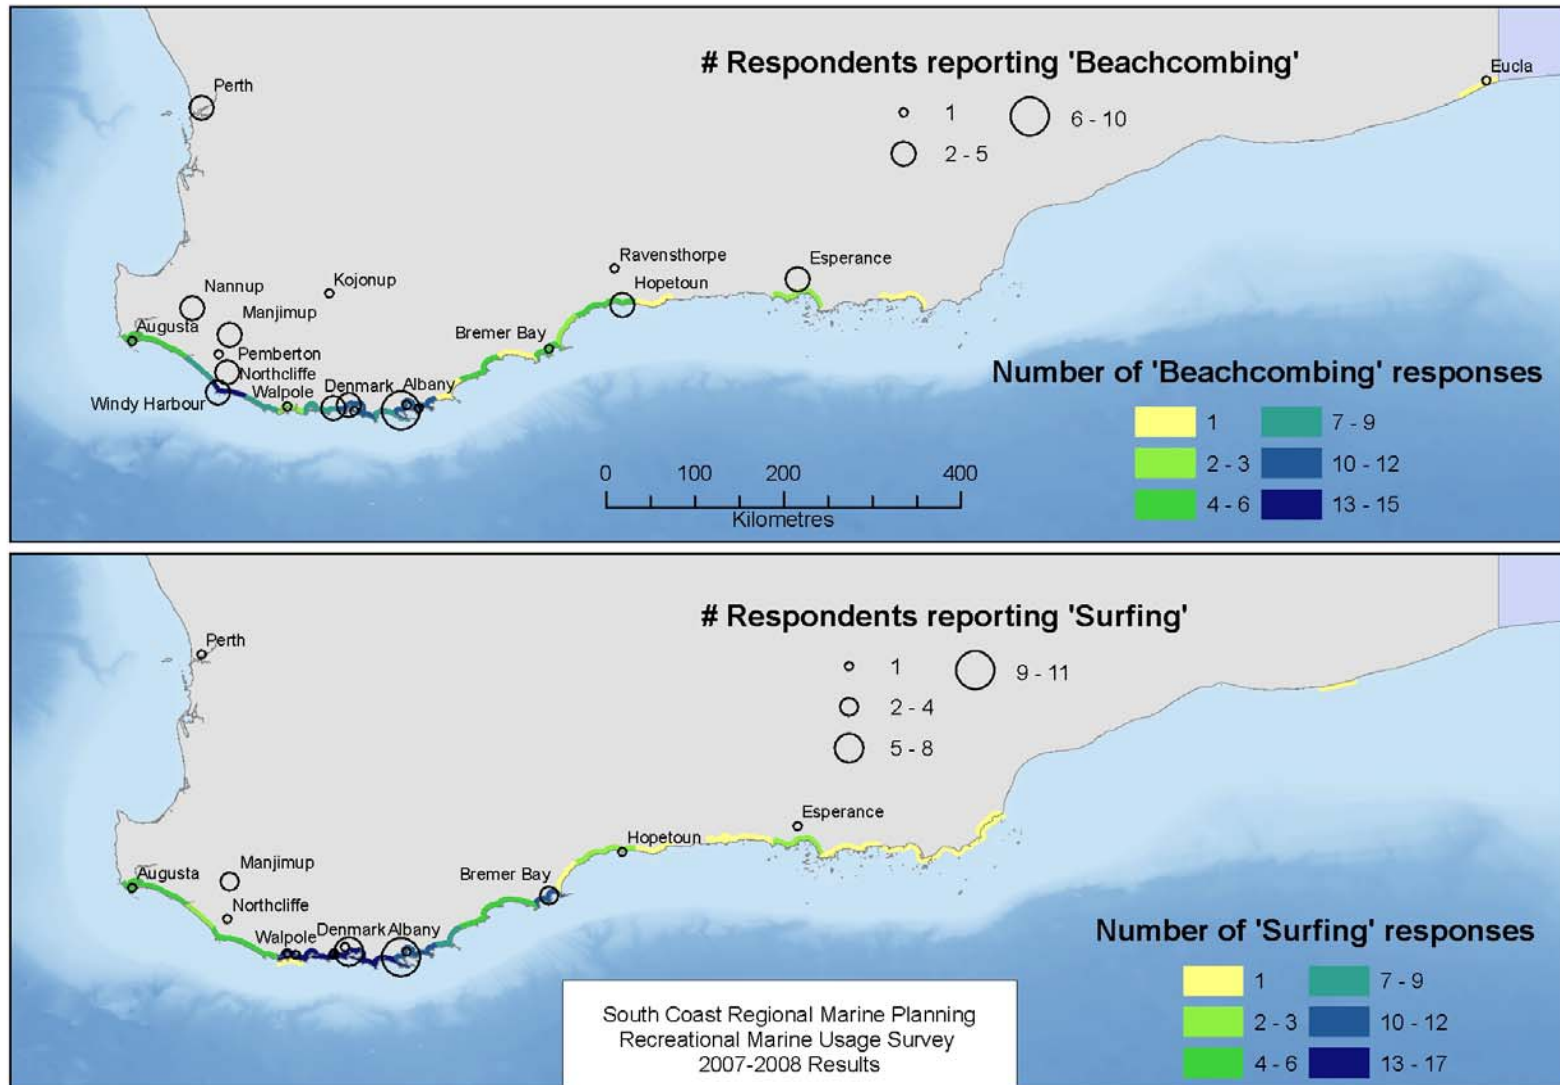 # Respondents reporting 'Beachcombing'
1
6 - 10
2 - 5
Perth
Eucla
Ravensthorpe
Esperance
Hopetoun
Kojonup
Nannup
Manjimup
Augusta
Bremer Bay
Pemberton
Northcliffe
Denmark
Albany
Walpole
Windy Harbour
Number of 'Beachcombing' responses
1
7 - 9
2 - 3
10 - 12
4 - 6
13 - 15
0
100
200
400
Kilometres
# Respondents reporting 'Surfing'
1
9 - 11
2 - 4
5 - 8
Perth
Esperance
Hopetoun
Manjimup
Augusta
Bremer Bay
Northcliffe
Walpole
Denmark
Albany
Number of 'Surfing' responses
1
7 - 9
2 - 3
10 - 12
4 - 6
13 - 17
South Coast Regional Marine Planning
Recreational Marine Usage Survey
2007-2008 Results